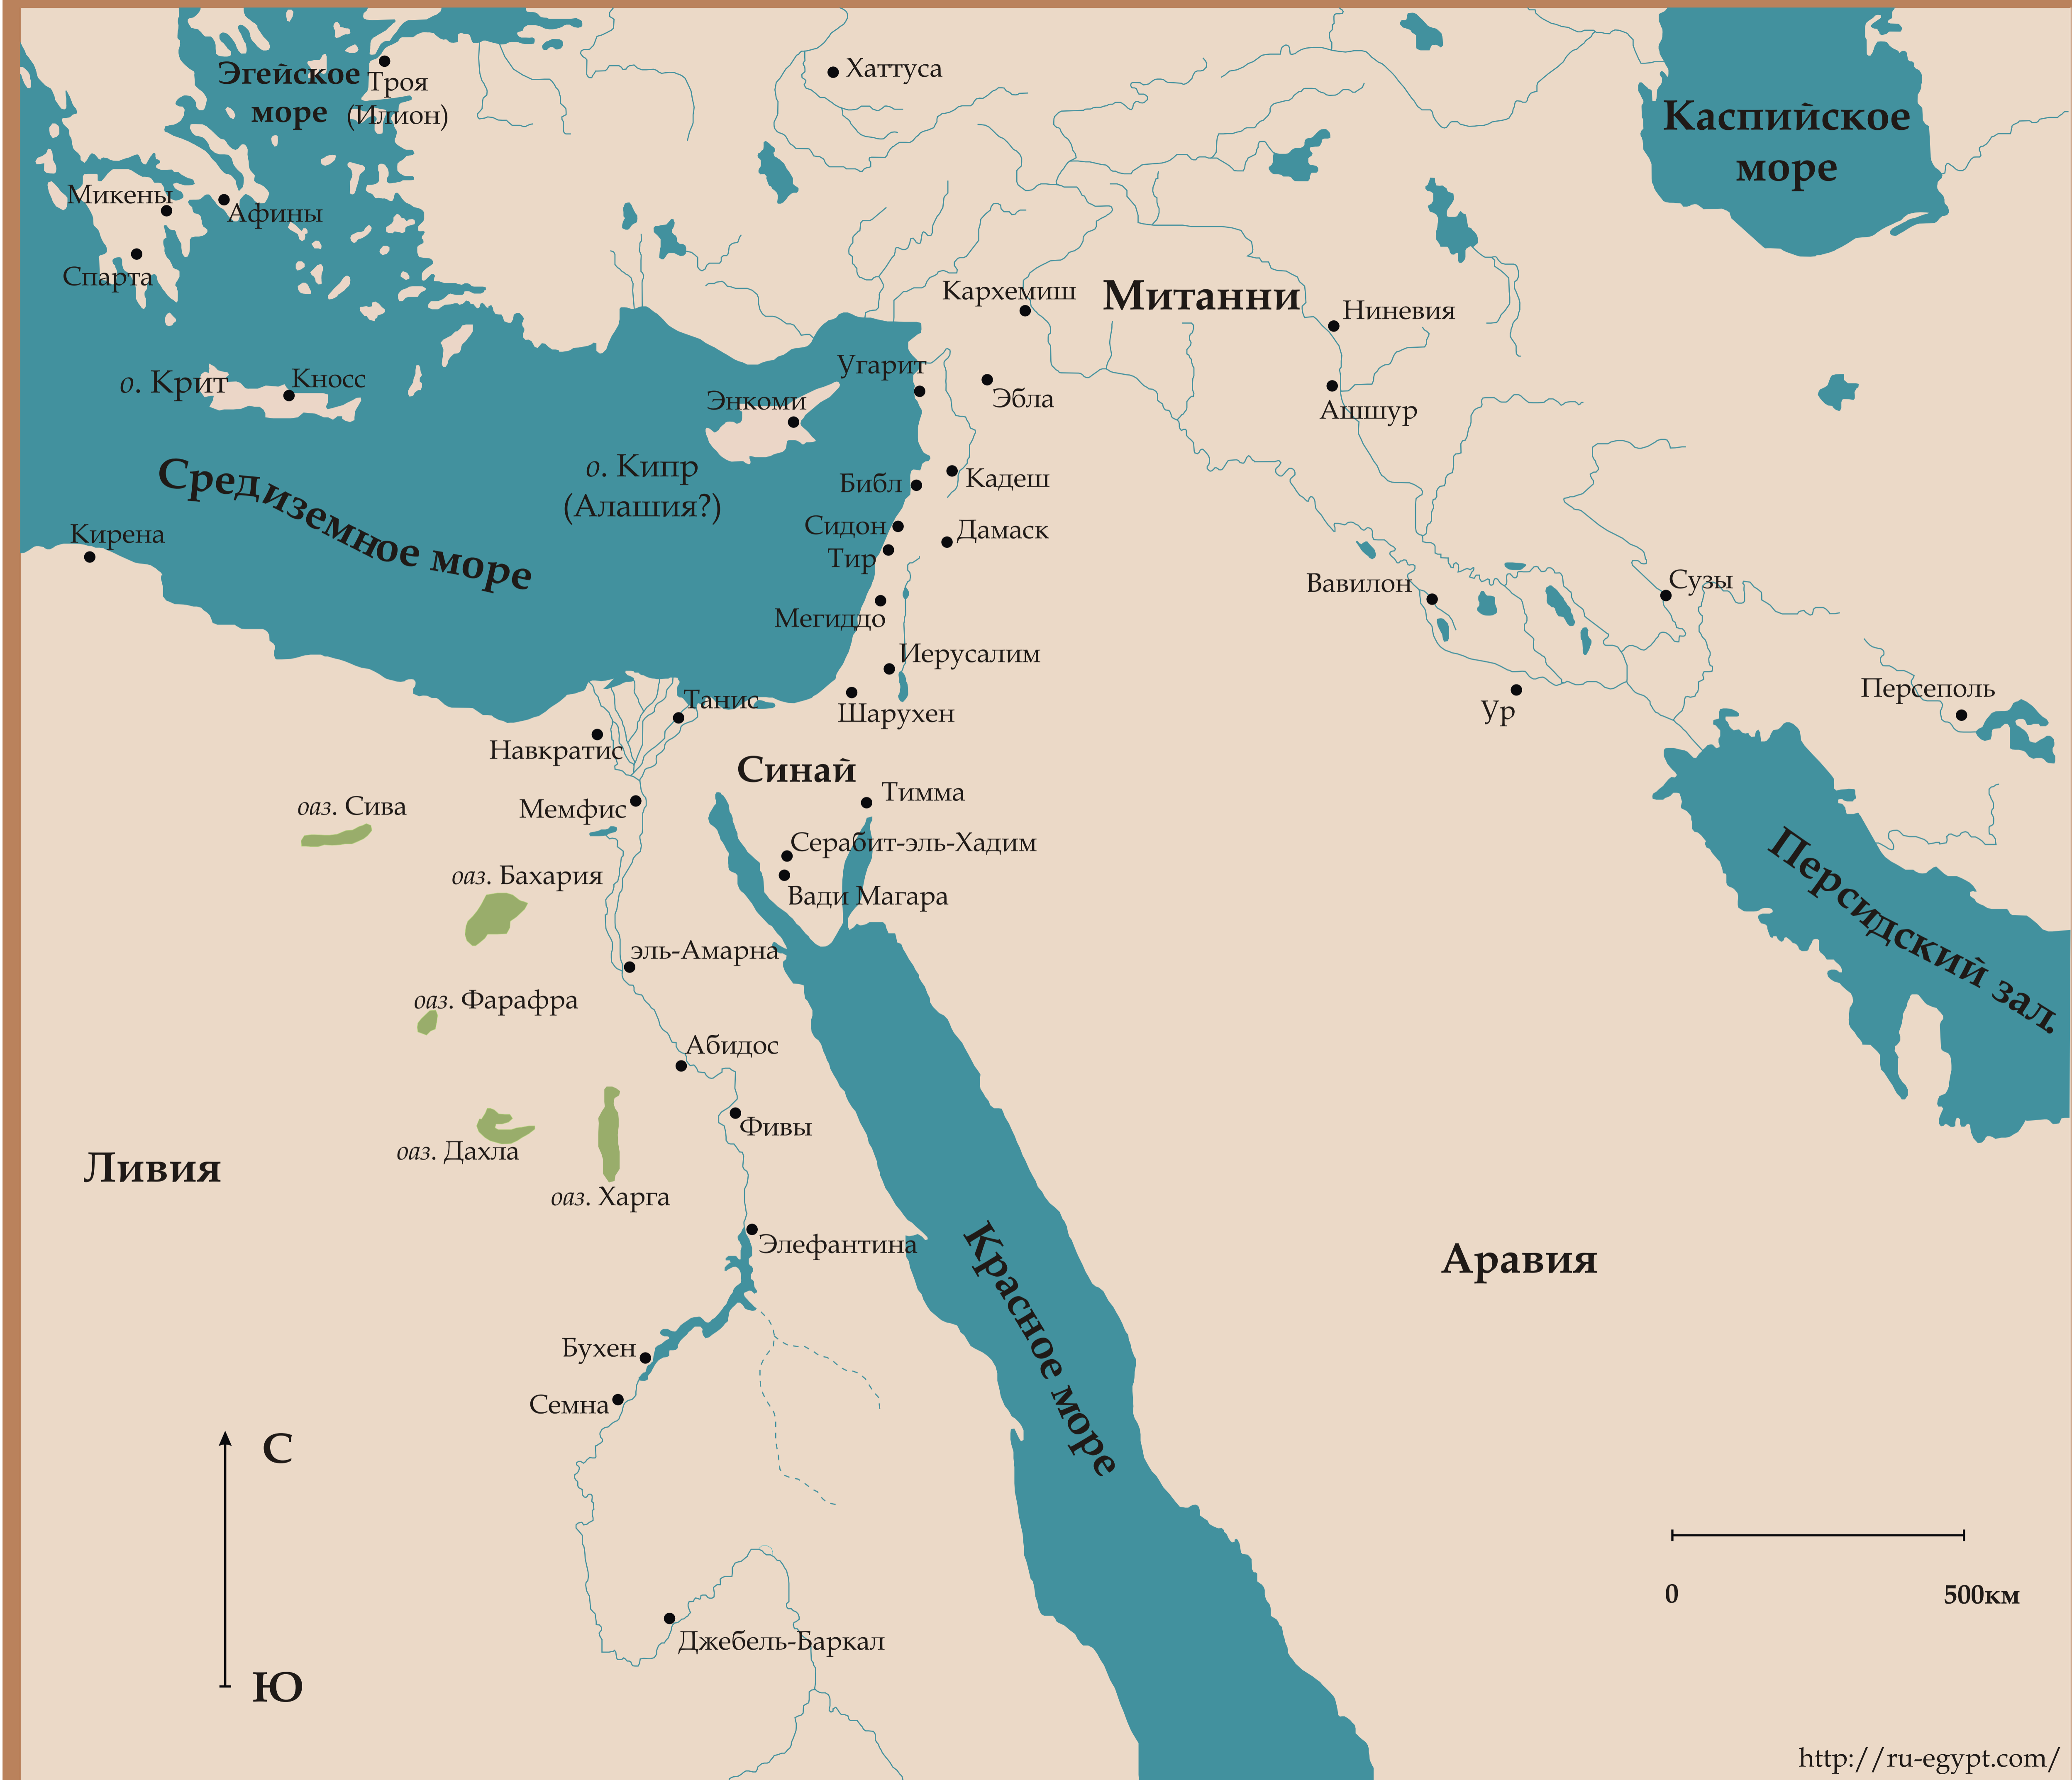 Эгейское
море
Троя
(Илион)
Хаттуса
Каспийское
море
Микены
Афины
Спарта
Кархемиш
Митанни
Ниневия
о. Крит
Кносс
Угарит
Энкоми
Эбла
Ашшур
о. Кипр
(Алашия?)
Средиземное море
Библ
Кадеш
Кирена
Сидон
Дамаск
Тир
Вавилон
Сузы
Мегиддо
Иерусалим
Персеполь
Танис
Шарухен
Ур
Навкратис
Синай
Тимма
оаз. Сива
Мемфис
Серабит-эль-Хадим
оаз. Бахария
Вади Магара
Персидский зал.
эль-Амарна
оаз. Фарафра
Абидос
Фивы
оаз. Дахла
Ливия
оаз. Харга
Элефантина
Аравия
Красное море
Бухен
Семна
С
0
500км
Джебель-Баркал
Ю
http://ru-egypt.com/